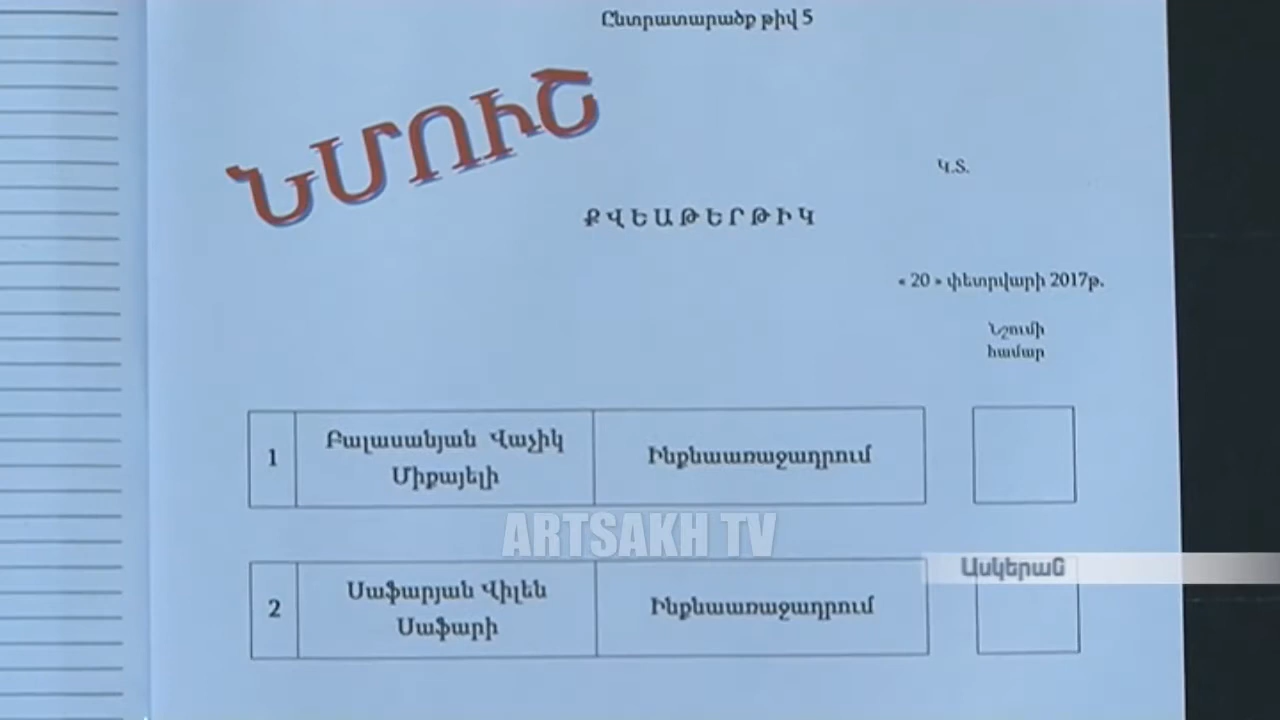 Ընտրատարածք թիվ 5
ՆՄՈՒՇ
Կ.Տ.
ՔՎԵԱԹԵՐԹԻԿ
« 20 » փետրվարի 2017թ.
Նշումի
համար
1
Բալասանյան Վաչիկ
Միքայելի
Ինքնաառաջադրում
ARTSAKH TV
Ասկերան
2
Սաֆարյան Վիլեն
Սաֆարի
Ինքնաառաջադրում